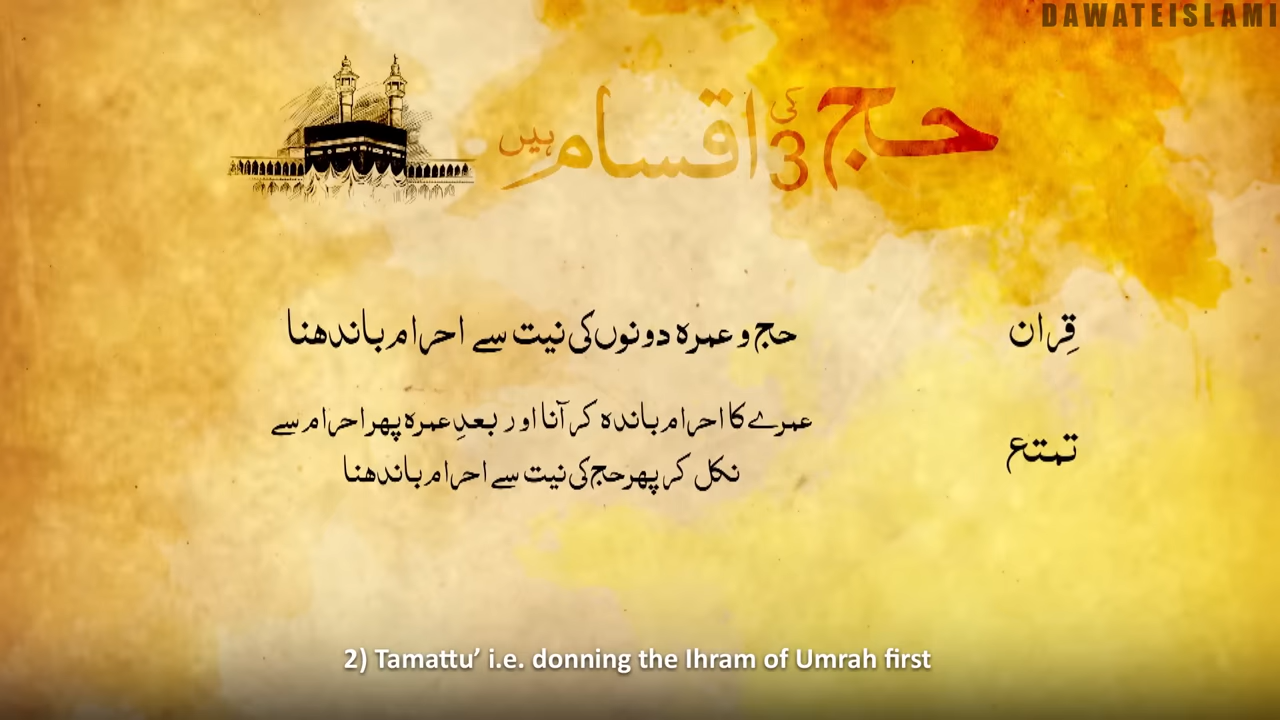 DAWATEISLAMI
حج کی 3 اقسام ہیں
قِران
حج و عمرہ دونوں کی نیت سے احرام باندھنا
تمتع
عمرے کا احرام باندہ کر آنا اور بعدِ عمرہ پھر احرام سے
نکل کر پھر حج کی نیت سے احرام باندھنا
2) Tamattu’ i.e. donning the Ihram of Umrah first